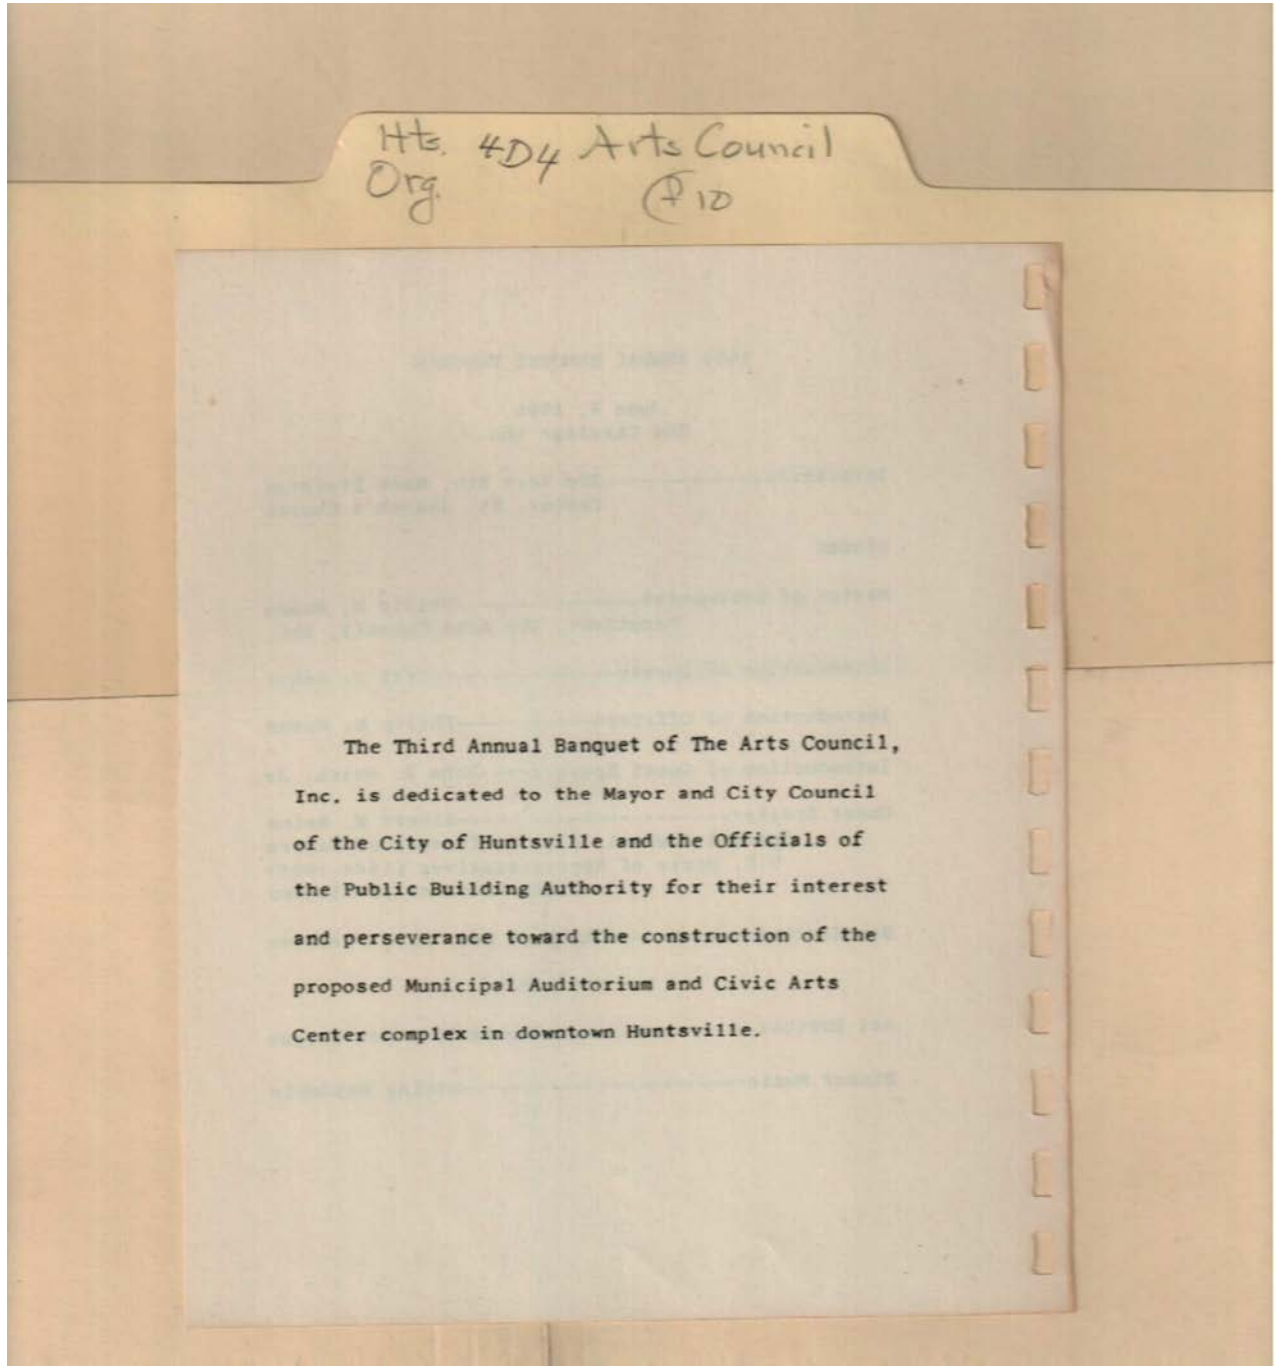 Hts. 4D4 Arts Council
Org. 10
The Third Annual Banquet of The Arts Council,
Inc. is dedicated to the Mayor and City Council
of the City of Huntsville and the Officials of
the Public Building Authority for their interest
and perseverance toward the construction of the
proposed Municipal Auditorium and Civic Arts
Center complex in downtown Huntsville.